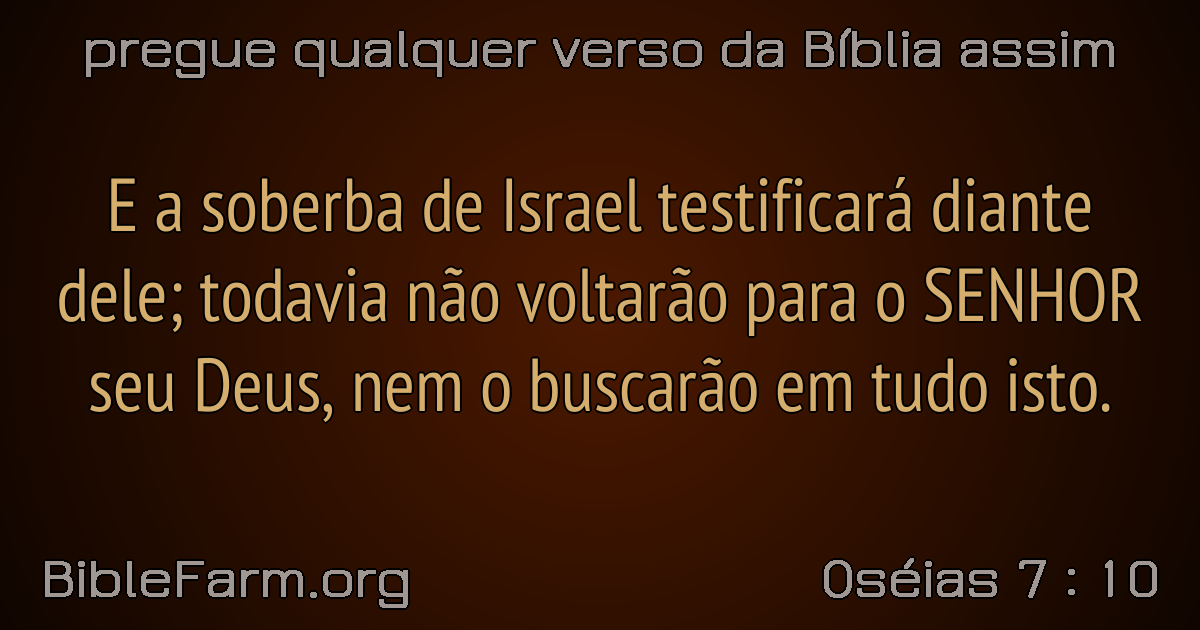 pregue qualquer verso da Bíblia assim
E a soberba de Israel testificará diante
dele; todavia não voltarão para o SENHOR
seu Deus, nem o buscarão em tudo isto.
BibleFarm.org
Oséias 7 : 10